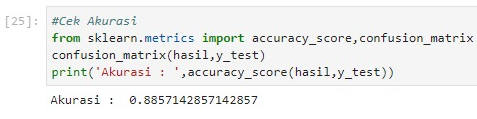 [25]: #Cek Akurasi
from sklearn.metrics import accuracy_score,confusion_matrix
confusion_matrix(hasil,y_test)
print('Akurasi : ',accuracy_score(hasil,y_test))
Akurasi :  0.8857142857142857